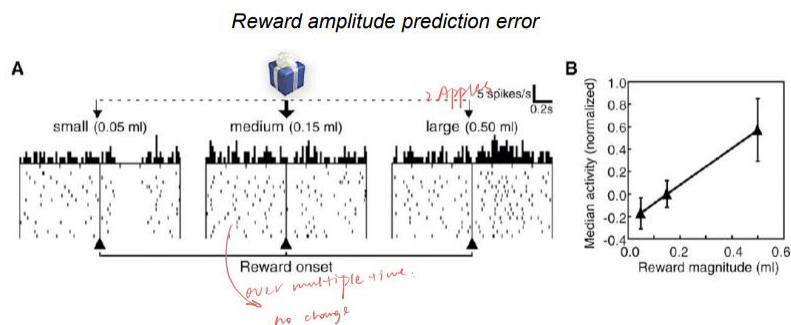 Reward amplitude prediction error
A
2 Apples
5 spikes/s
0.2s
small (0.05 ml)
medium (0.15 ml)
large (0.50 ml)
Reward onset
over multiple time.
no change
B
Median activity (normalized)
1.0
0.8
0.6
0.4
0.2
0.0
-0.2
-0.4
0.0
0.2
0.4
0.6
Reward magnitude (ml)